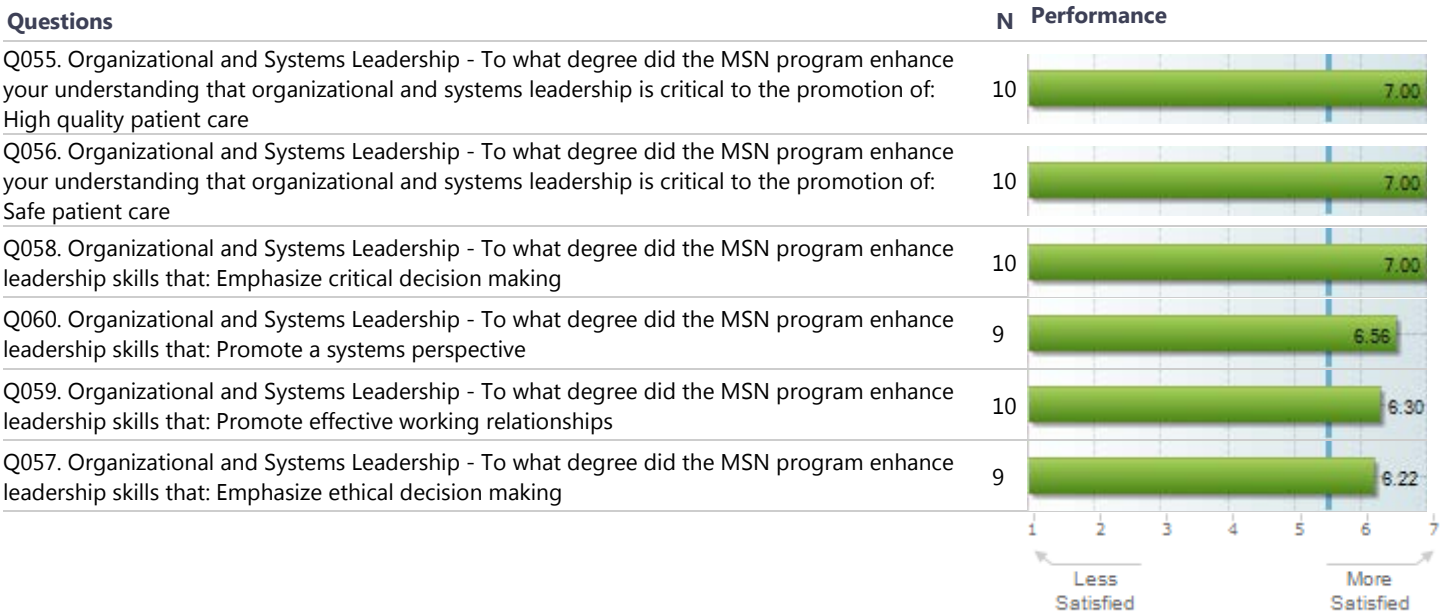 Questions N Performance
Q055. Organizational and Systems Leadership - To what degree did the MSN program enhance
your understanding that organizational and systems leadership is critical to the promotion of:
High quality patient care
10
7.00
Q056. Organizational and Systems Leadership - To what degree did the MSN program enhance
your understanding that organizational and systems leadership is critical to the promotion of:
Safe patient care
10
7.00
Q058. Organizational and Systems Leadership - To what degree did the MSN program enhance
leadership skills that: Emphasize critical decision making
10
7.00
Q060. Organizational and Systems Leadership - To what degree did the MSN program enhance
leadership skills that: Promote a systems perspective
9
6.56
Q059. Organizational and Systems Leadership - To what degree did the MSN program enhance
leadership skills that: Promote effective working relationships
10
6.30
Q057. Organizational and Systems Leadership - To what degree did the MSN program enhance
leadership skills that: Emphasize ethical decision making
9
6.22
1 2 3 4 5 6 7
Less
Satisfied
More
Satisfied